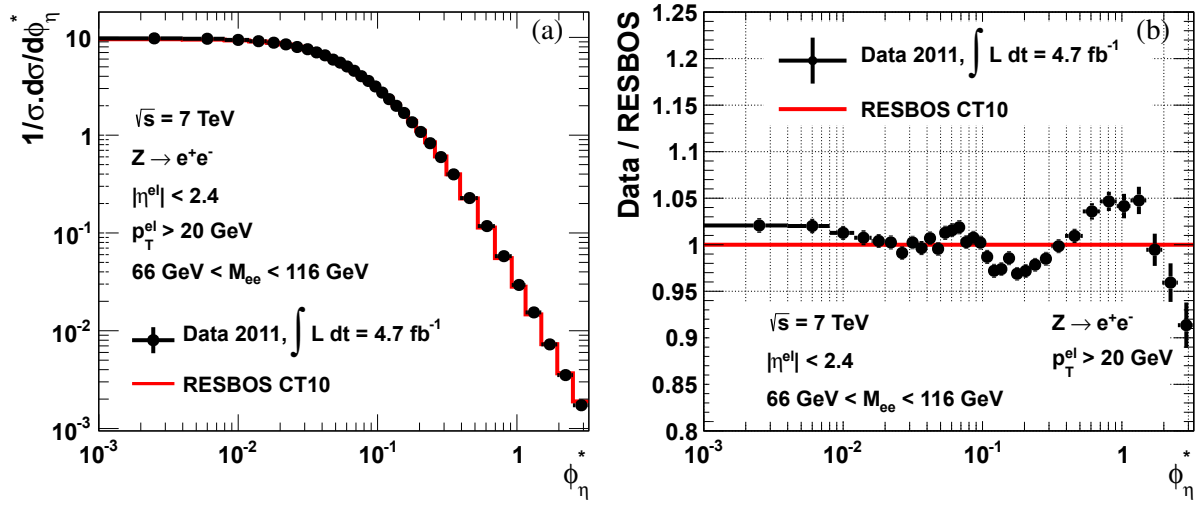 (a)
1/σ.dσ/dϕ*η
10
1
10⁻¹
10⁻²
10⁻³
√s = 7 TeV
Z → e⁺e⁻
|ηᵉˡ| < 2.4
pTᵉˡ > 20 GeV
66 GeV < Mee < 116 GeV
Data 2011, ∫ L dt = 4.7 fb⁻¹
RESBOS CT10
10⁻³ 10⁻² 10⁻¹ 1
ϕ*η
(b)
Data / RESBOS
1.25
1.2
1.15
1.1
1.05
1
0.95
0.9
0.85
0.8
Data 2011, ∫ L dt = 4.7 fb⁻¹
RESBOS CT10
√s = 7 TeV Z → e⁺e⁻
|ηᵉˡ| < 2.4 pTᵉˡ > 20 GeV
66 GeV < Mee < 116 GeV
10⁻³ 10⁻² 10⁻¹ 1
ϕ*η